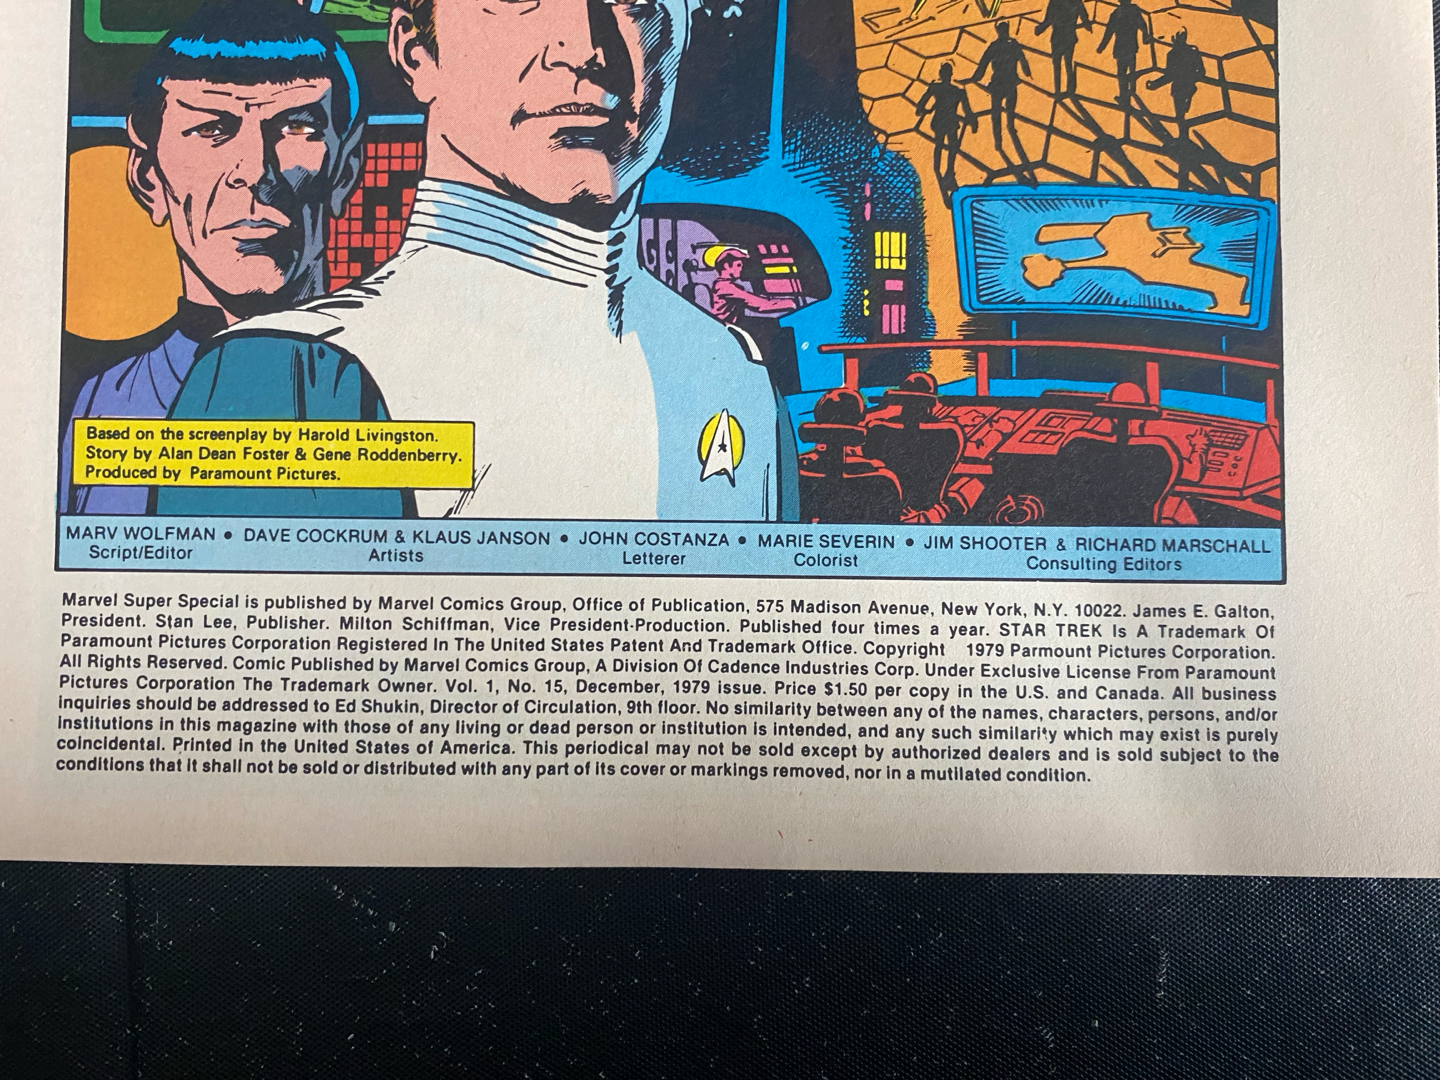 Based on the screenplay by Harold Livingston.
Story by Alan Dean Foster & Gene Roddenberry.
Produced by Paramount Pictures.
MARV WOLFMAN • DAVE COCKRUM & KLAUS JANSON • JOHN COSTANZA • MARIE SEVERIN • JIM SHOOTER & RICHARD MARSCHALL
Script/Editor Artists Letterer Colorist Consulting Editors
Marvel Super Special is published by Marvel Comics Group, Office of Publication, 575 Madison Avenue, New York, N.Y. 10022. James E. Galton,
President. Stan Lee, Publisher. Milton Schiffman, Vice President-Production. Published four times a year. STAR TREK Is A Trademark Of
Paramount Pictures Corporation Registered In The United States Patent And Trademark Office. Copyright 1979 Parmount Pictures Corporation.
All Rights Reserved. Comic Published by Marvel Comics Group, A Division Of Cadence Industries Corp. Under Exclusive License From Paramount
Pictures Corporation The Trademark Owner. Vol. 1, No. 15, December, 1979 issue. Price $1.50 per copy in the U.S. and Canada. All business
inquiries should be addressed to Ed Shukin, Director of Circulation, 9th floor. No similarity between any of the names, characters, persons, and/or
institutions in this magazine with those of any living or dead person or institution is intended, and any such similarity which may exist is purely
coincidental. Printed in the United States of America. This periodical may not be sold except by authorized dealers and is sold subject to the
conditions that it shall not be sold or distributed with any part of its cover or markings removed, nor in a mutilated condition.